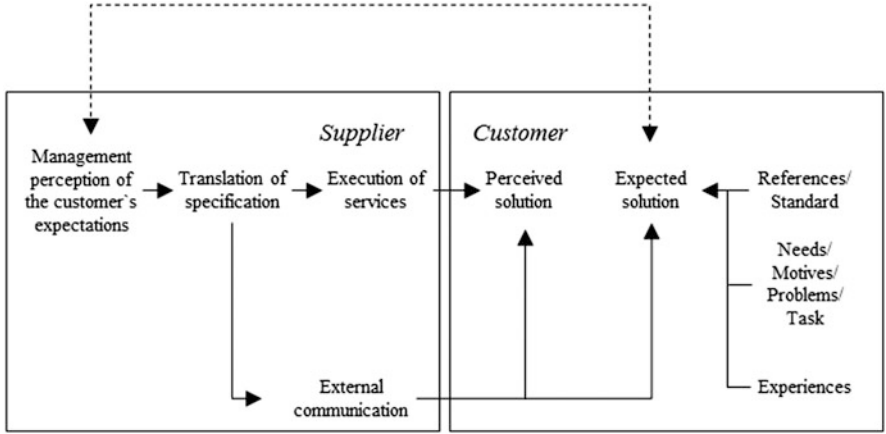 Supplier
Customer
Management
perception of
the customer`s
expectations
Translation of
specification
Execution of
services
Perceived
solution
Expected
solution
References/
Standard
Needs/
Motives/
Problems/
Task
External
communication
Experiences